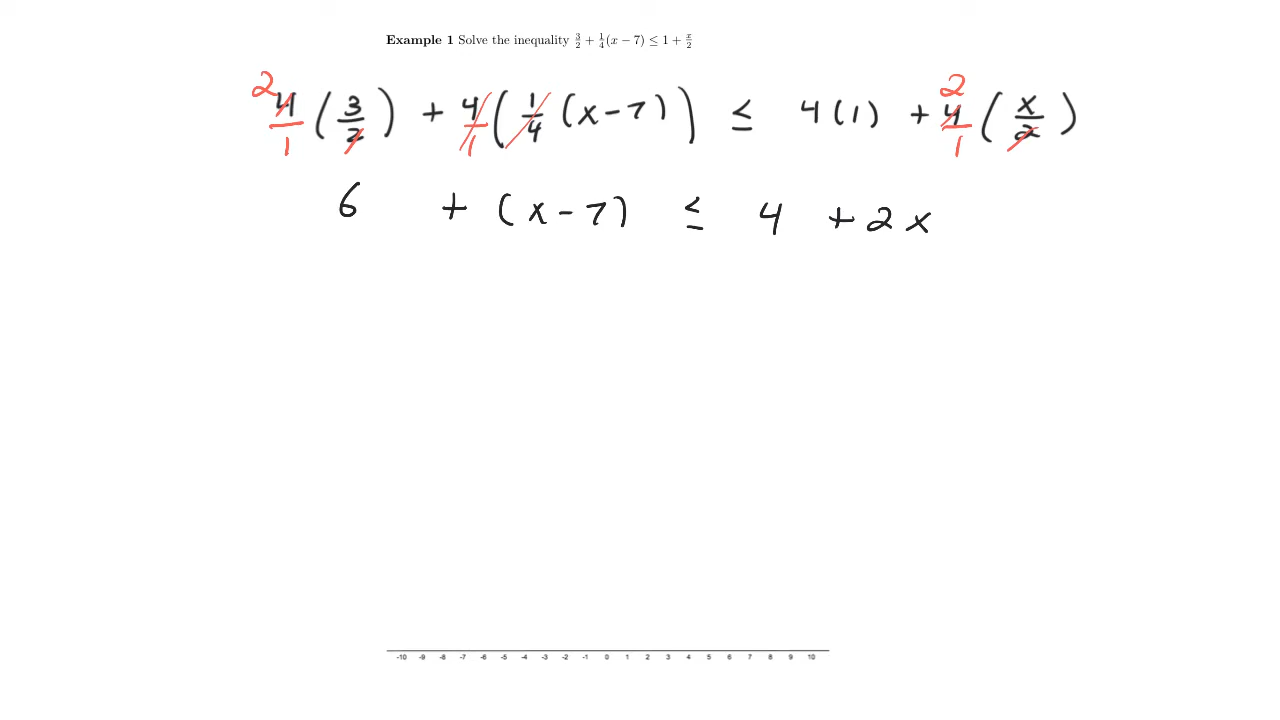 Example 1 Solve the inequality 3/2 + 1/4(x − 7) ≤ 1 + x/2
2 4/1 (3/2) + 4/1 (1/4 (x − 7)) ≤ 4(1) + 2 4/1 (x/2)
6 + (x − 7) ≤ 4 + 2x
-10 -9 -8 -7 -6 -5 -4 -3 -2 -1 0 1 2 3 4 5 6 7 8 9 10